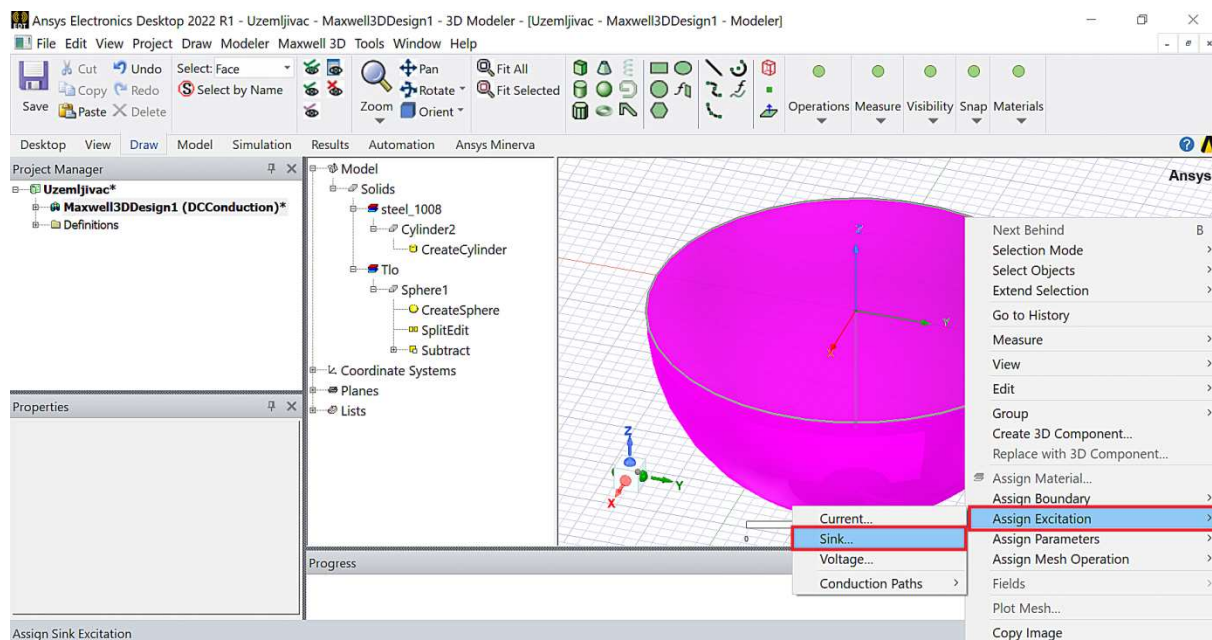 Ansys Electronics Desktop 2022 R1 - Uzemljivac - Maxwell3DDesign1 - 3D Modeler - [Uzemljivac - Maxwell3DDesign1 - Modeler]
File Edit View Project Draw Modeler Maxwell 3D Tools Window Help
Save
Cut Undo
Copy Redo
Paste Delete
Select: Face
Select by Name
Zoom
Pan
Rotate
Orient
Fit All
Fit Selected
Operations Measure Visibility Snap Materials
Desktop View Draw Model Simulation Results Automation Ansys Minerva
Project Manager
Uzemljivac*
Maxwell3DDesign1 (DCConduction)*
Definitions
Properties
Model
Solids
steel_1008
Cylinder2
CreateCylinder
Tlo
Sphere1
CreateSphere
SplitEdit
Subtract
Coordinate Systems
Planes
Lists
Ansys
Z
Y
X
Z
Y
X
0
Next Behind B
Selection Mode
Select Objects
Extend Selection
Go to History
Measure
View
Edit
Group
Create 3D Component...
Replace with 3D Component...
Assign Material...
Assign Boundary
Assign Excitation
Assign Parameters
Assign Mesh Operation
Fields
Plot Mesh...
Copy Image
Current...
Sink...
Voltage...
Conduction Paths
Progress
Assign Sink Excitation